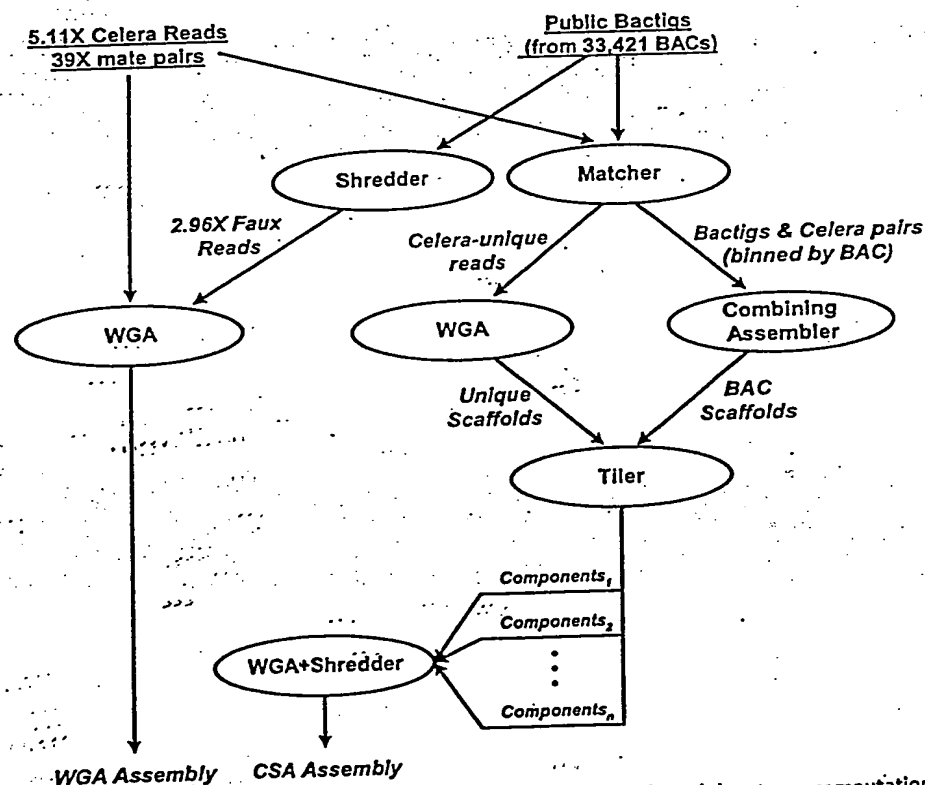 5.11X Celera Reads
39X mate pairs
Public Bactigs
(from 33,421 BACs)
Shredder
Matcher
2.96X Faux
Reads
Celera-unique
reads
Bactigs & Celera pairs
(binned by BAC)
WGA
WGA
Combining
Assembler
Unique
Scaffolds
BAC
Scaffolds
Tiler
Components1
Components2
WGA+Shredder
Componentsn
WGA Assembly
CSA Assembly